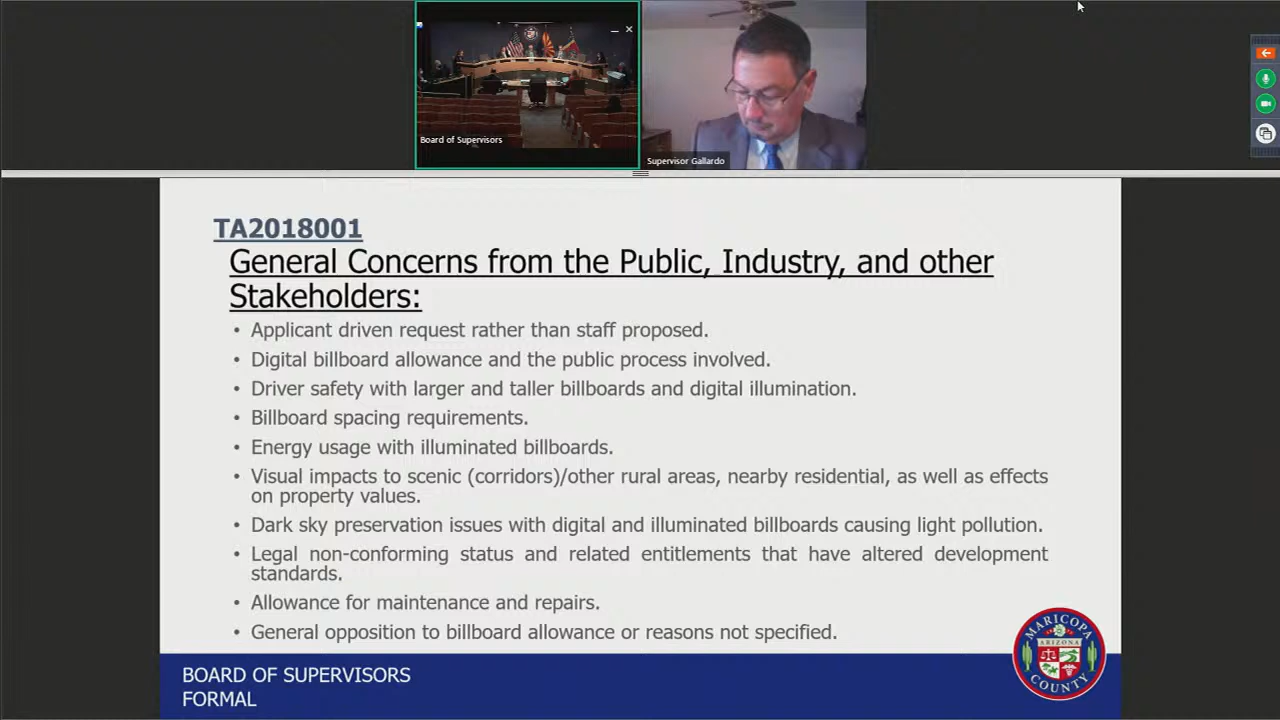 Board of Supervisors
Supervisor Gallardo
TA2018001
General Concerns from the Public, Industry, and other
Stakeholders:
• Applicant driven request rather than staff proposed.
• Digital billboard allowance and the public process involved.
• Driver safety with larger and taller billboards and digital illumination.
• Billboard spacing requirements.
• Energy usage with illuminated billboards.
• Visual impacts to scenic (corridors)/other rural areas, nearby residential, as well as effects
on property values.
• Dark sky preservation issues with digital and illuminated billboards causing light pollution.
• Legal non-conforming status and related entitlements that have altered development
standards.
• Allowance for maintenance and repairs.
• General opposition to billboard allowance or reasons not specified.
MARICOPA
ARIZONA
COUNTY
BOARD OF SUPERVISORS
FORMAL